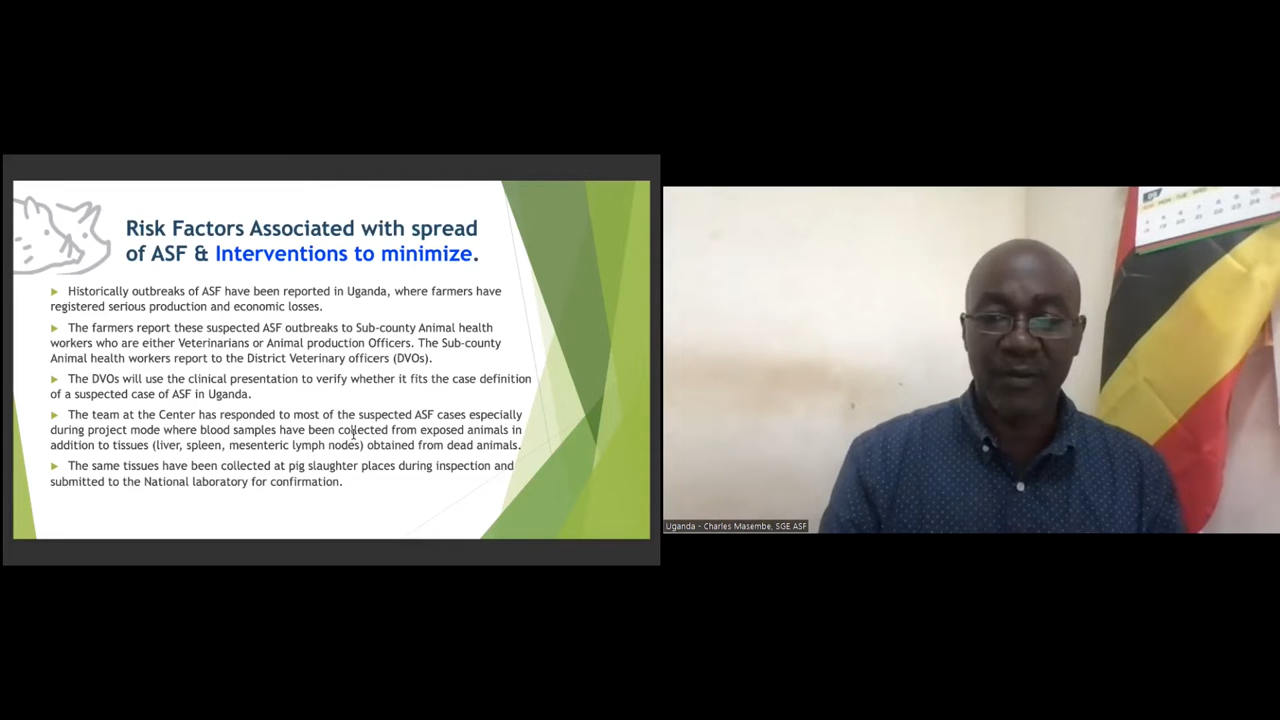 Risk Factors Associated with spread
of ASF & Interventions to minimize.
Historically outbreaks of ASF have been reported in Uganda, where farmers have
registered serious production and economic losses.
The farmers report these suspected ASF outbreaks to Sub-county Animal health
workers who are either Veterinarians or Animal production Officers. The Sub-county
Animal health workers report to the District Veterinary officers (DVOs).
The DVOs will use the clinical presentation to verify whether it fits the case definition
of a suspected case of ASF in Uganda.
The team at the Center has responded to most of the suspected ASF cases especially
during project mode where blood samples have been collected from exposed animals in
addition to tissues (liver, spleen, mesenteric lymph nodes) obtained from dead animals.
The same tissues have been collected at pig slaughter places during inspection and
submitted to the National laboratory for confirmation.
MON TUE WED
Uganda - Charles Masembe, SGE ASF